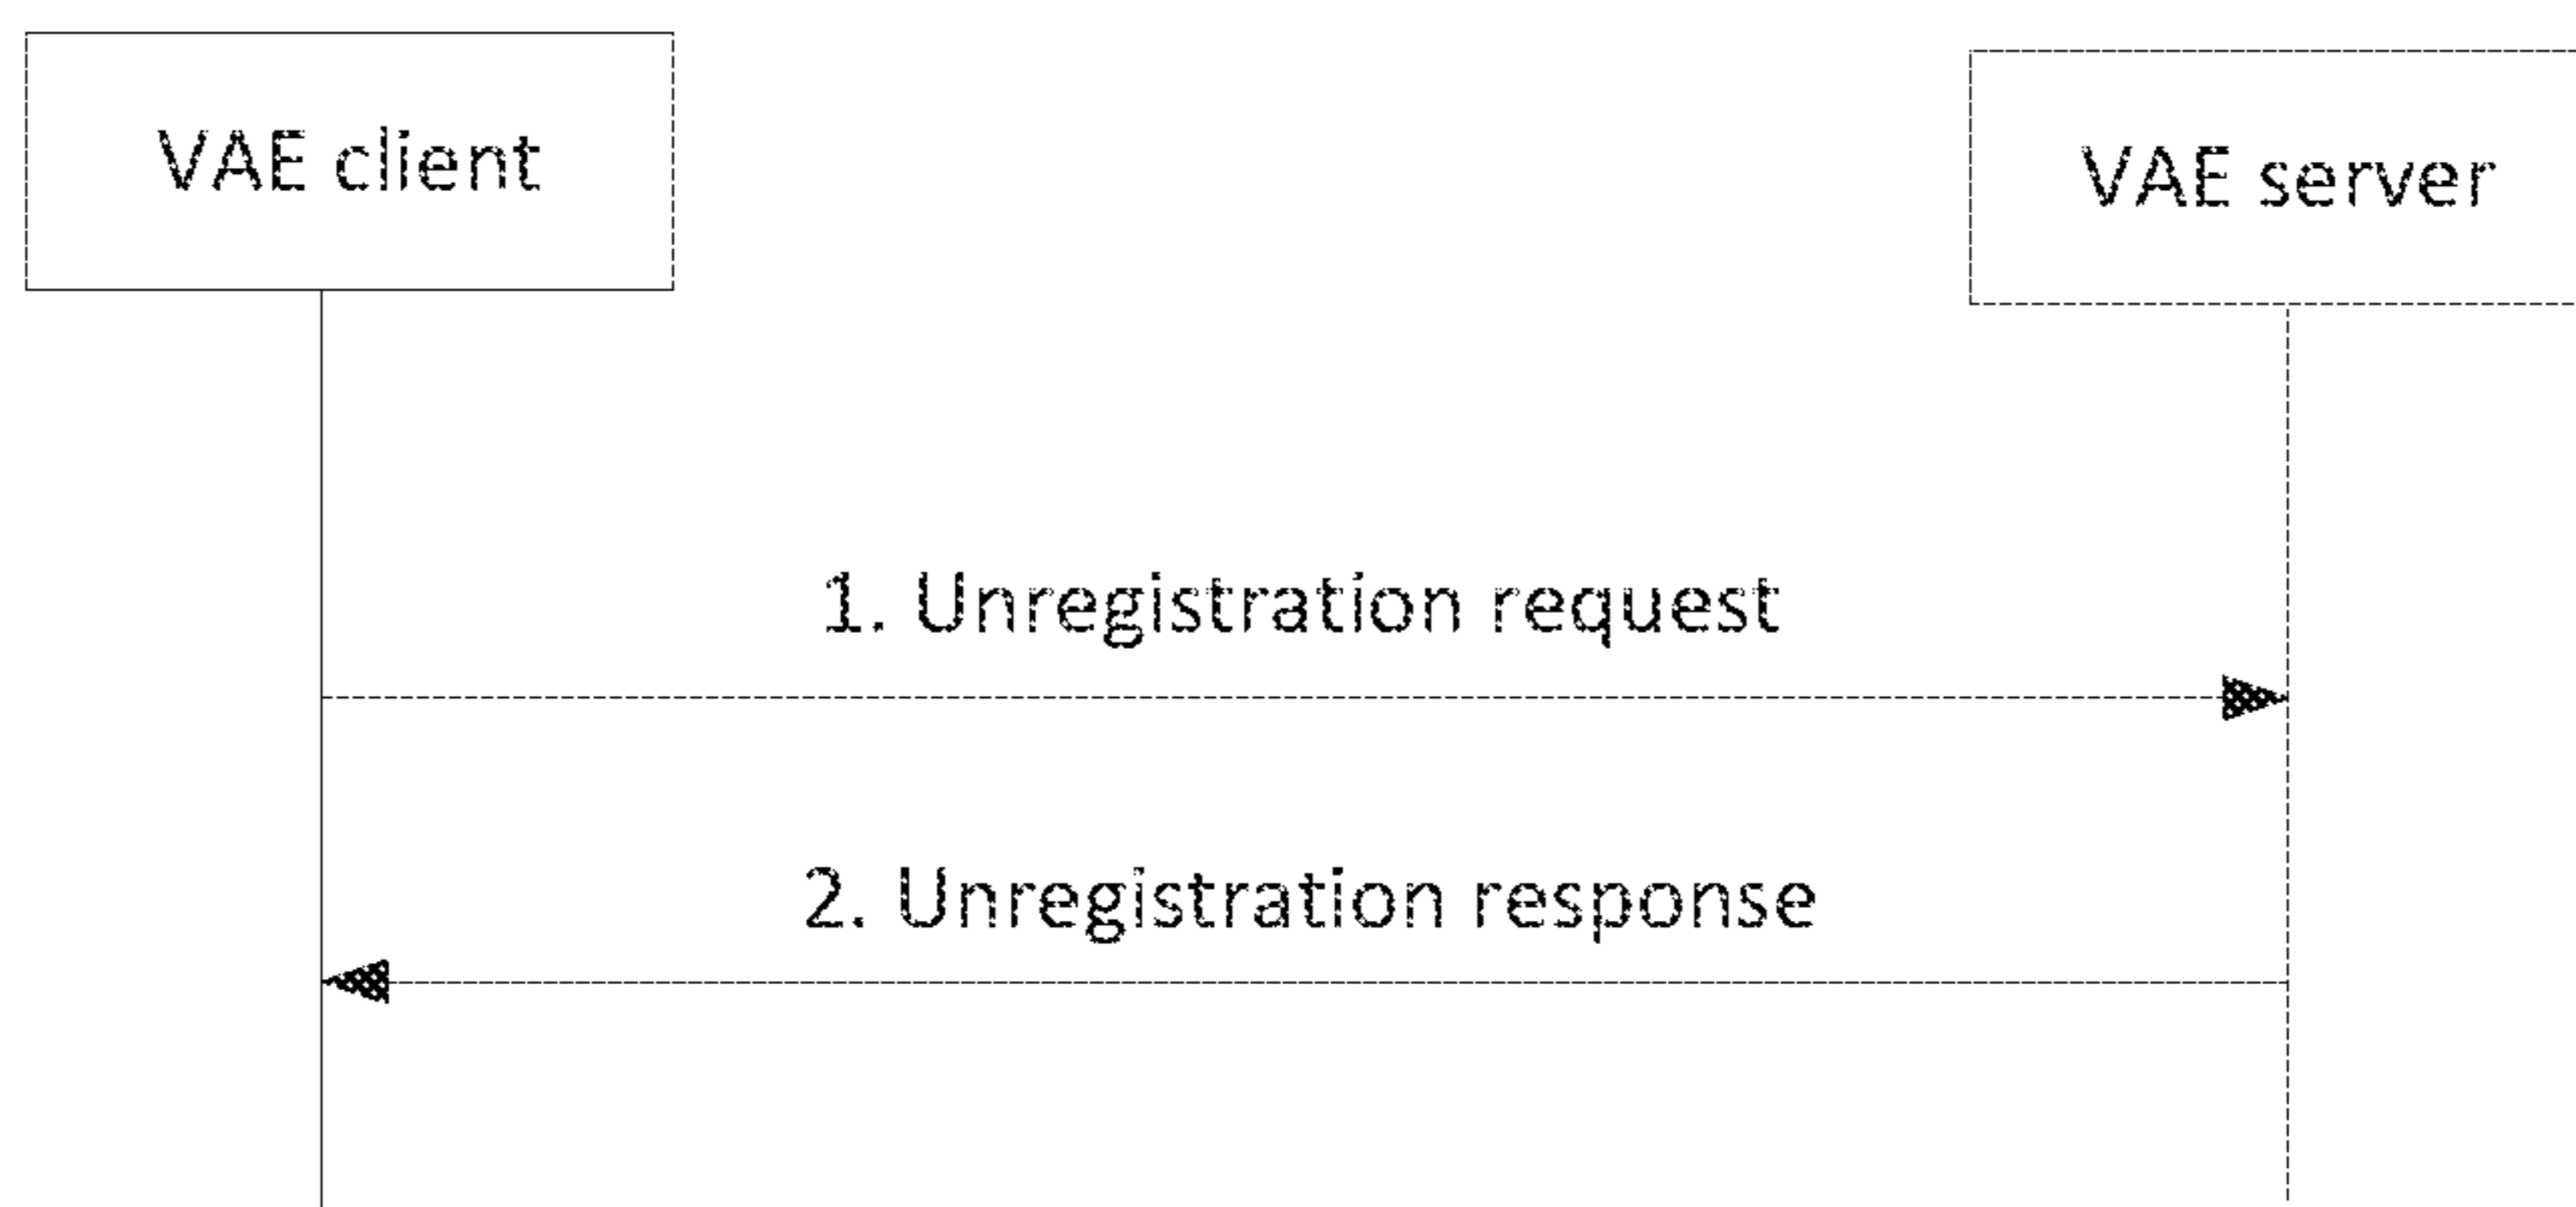 VAE client
VAE server
1. Unregistration request
2. Unregistration response